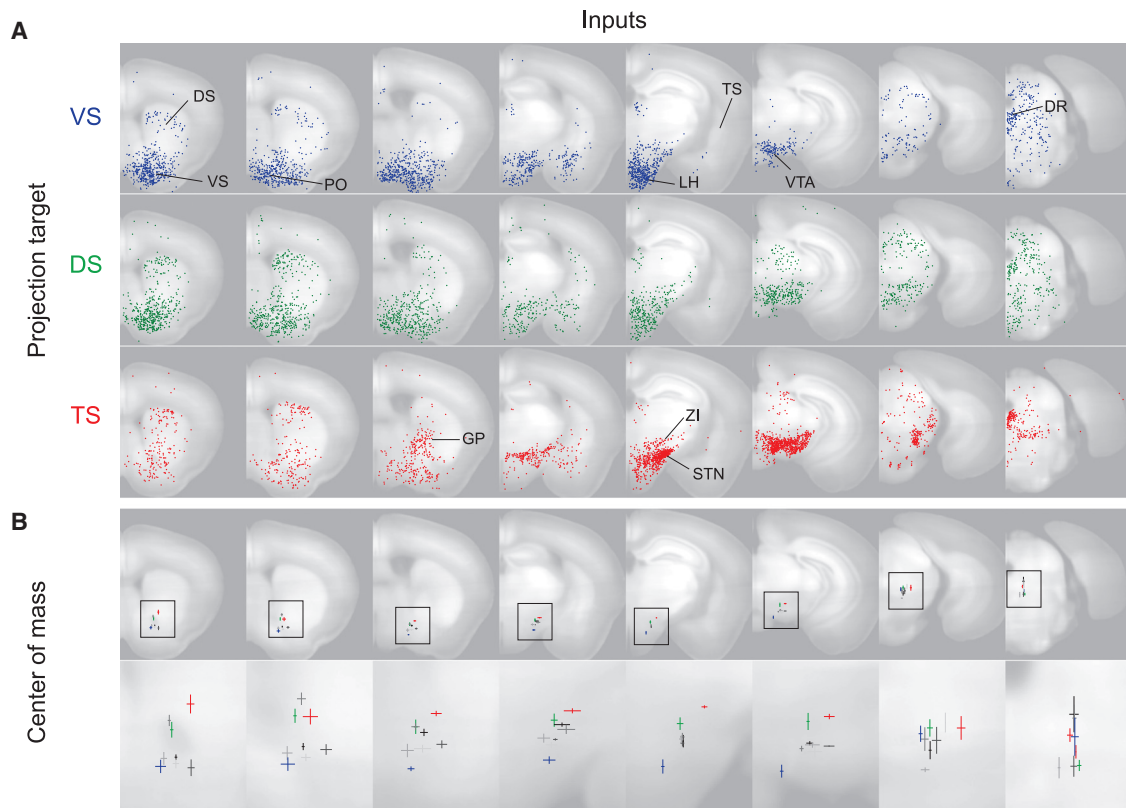 Inputs
A
Projection target
VS
DS
VS
PO
LH
TS
VTA
DR
DS
TS
GP
ZI
STN
B
Center of mass